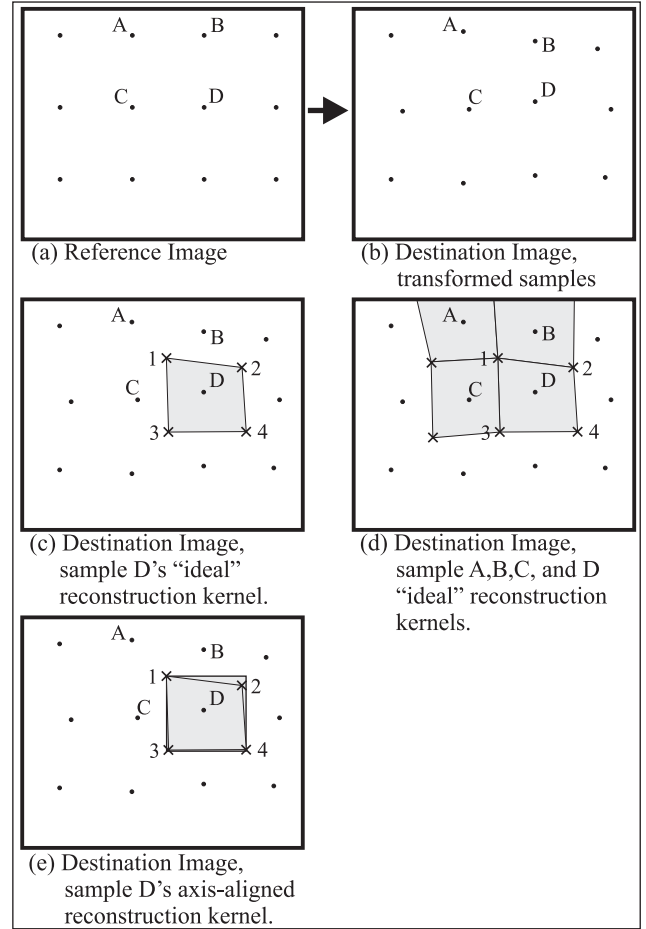 A B
C D
(a) Reference Image
A
B
C D
(b) Destination Image,
transformed samples
A
B
1
2
C
D
3
4
(c) Destination Image,
sample D’s “ideal”
reconstruction kernel.
A
B
1
2
C
D
3
4
(d) Destination Image,
sample A,B,C, and D
“ideal” reconstruction
kernels.
A
B
1
2
C
D
3
4
(e) Destination Image,
sample D’s axis-aligned
reconstruction kernel.